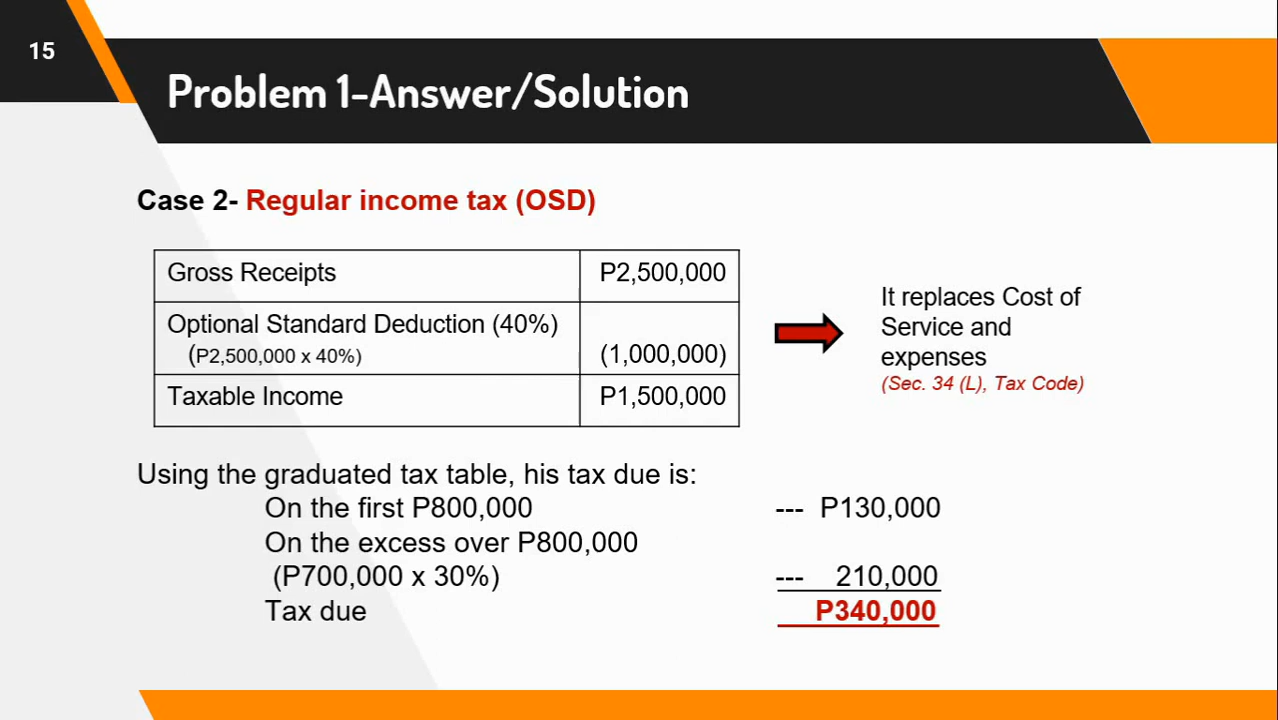 15
Problem 1-Answer/Solution
Case 2- Regular income tax (OSD)
Gross Receipts P2,500,000
Optional Standard Deduction (40%)
(P2,500,000 x 40%) (1,000,000)
Taxable Income P1,500,000
It replaces Cost of
Service and
expenses
(Sec. 34 (L), Tax Code)
Using the graduated tax table, his tax due is:
On the first P800,000 --- P130,000
On the excess over P800,000
(P700,000 x 30%) --- 210,000
Tax due P340,000